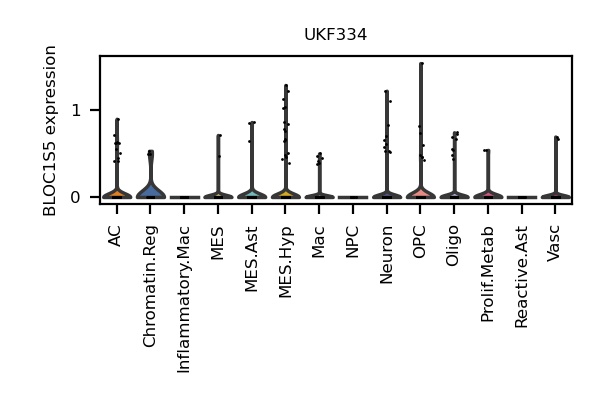 UKF334
BLOC1S5 expression
1
0
AC
Chromatin.Reg
Inflammatory.Mac
MES
MES.Ast
MES.Hyp
Mac
NPC
Neuron
OPC
Oligo
Prolif.Metab
Reactive.Ast
Vasc